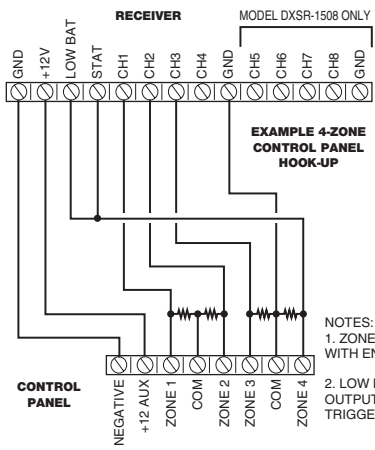 RECEIVER
MODEL DXSR-1508 ONLY
GND
+12V
LOW BAT
STAT
CH1
CH2
CH3
CH4
GND
CH5
CH6
CH7
CH8
GND
EXAMPLE 4-ZONE
CONTROL PANEL
HOOK-UP
NOTES:
1. ZONE
WITH EN
2. LOW
OUTPUT
TRIGGE
CONTROL
PANEL
NEGATIVE
+12 AUX
ZONE 1
COM
ZONE 2
ZONE 3
COM
ZONE 4